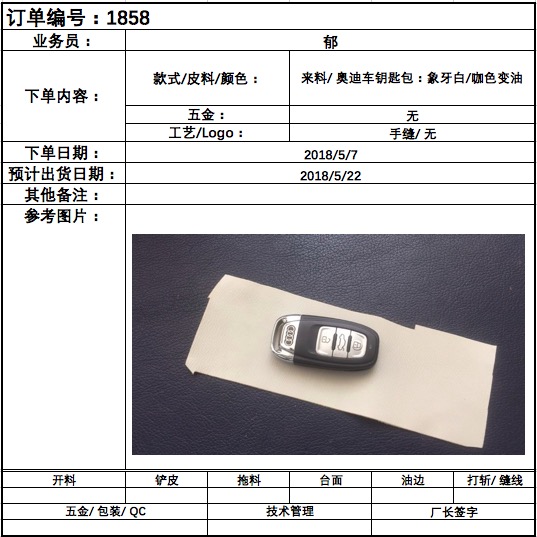 订单编号：1858
业务员： 郁
下单内容： 款式/皮料/颜色： 来料/ 奥迪车钥匙包：象牙白/咖色变油
五金： 无
工艺/Logo： 手缝/ 无
下单日期： 2018/5/7
预计出货日期： 2018/5/22
其他备注：
参考图片：
开料 铲皮 拖料 台面 油边 打斩/ 缝线
五金/ 包装/ QC 技术管理 厂长签字